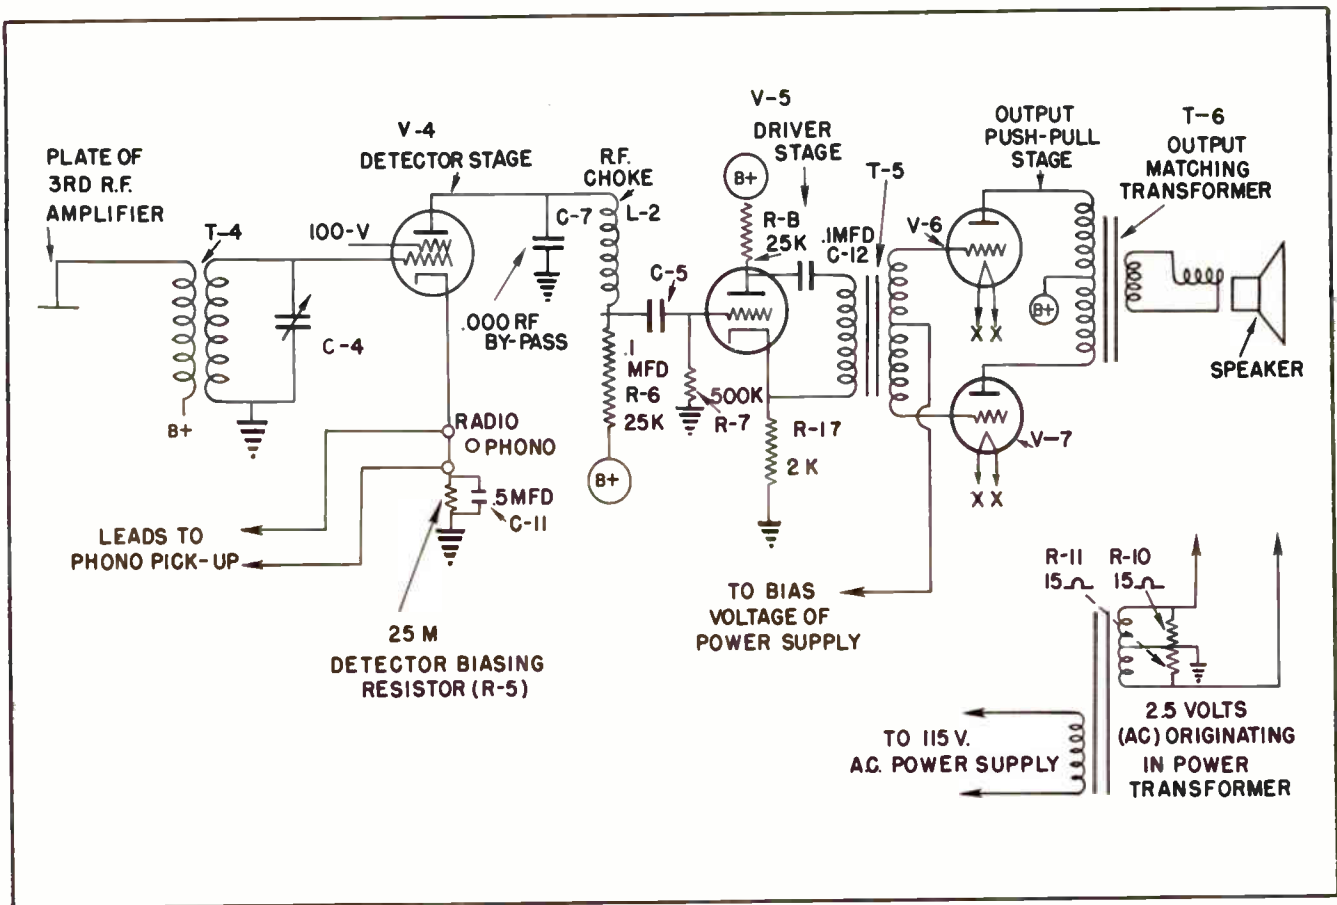 PLATE OF
3RD R.F.
AMPLIFIER
T-4
B+
C-4
100-V
V-4
DETECTOR STAGE
C-7
R.F.
CHOKE
L-2
.000 RF
BY-PASS
RADIO
PHONO
LEADS TO
PHONO PICK-UP
.5MFD
C-11
25 M
DETECTOR BIASING
RESISTOR (R-5)
C-5
.1
MFD
R-6
25K
B+
.500K
R-7
V-5
DRIVER
STAGE
B+
R-8
25K
.1MFD
C-12
T-5
R-17
2 K
TO BIAS
VOLTAGE OF
POWER SUPPLY
OUTPUT
PUSH-PULL
STAGE
V-6
X X
B+
V-7
X X
T-6
OUTPUT
MATCHING
TRANSFORMER
SPEAKER
R-11
15
R-10
15
2.5 VOLTS
(AC) ORIGINATING
IN POWER
TRANSFORMER
TO 115 V.
A.C. POWER SUPPLY